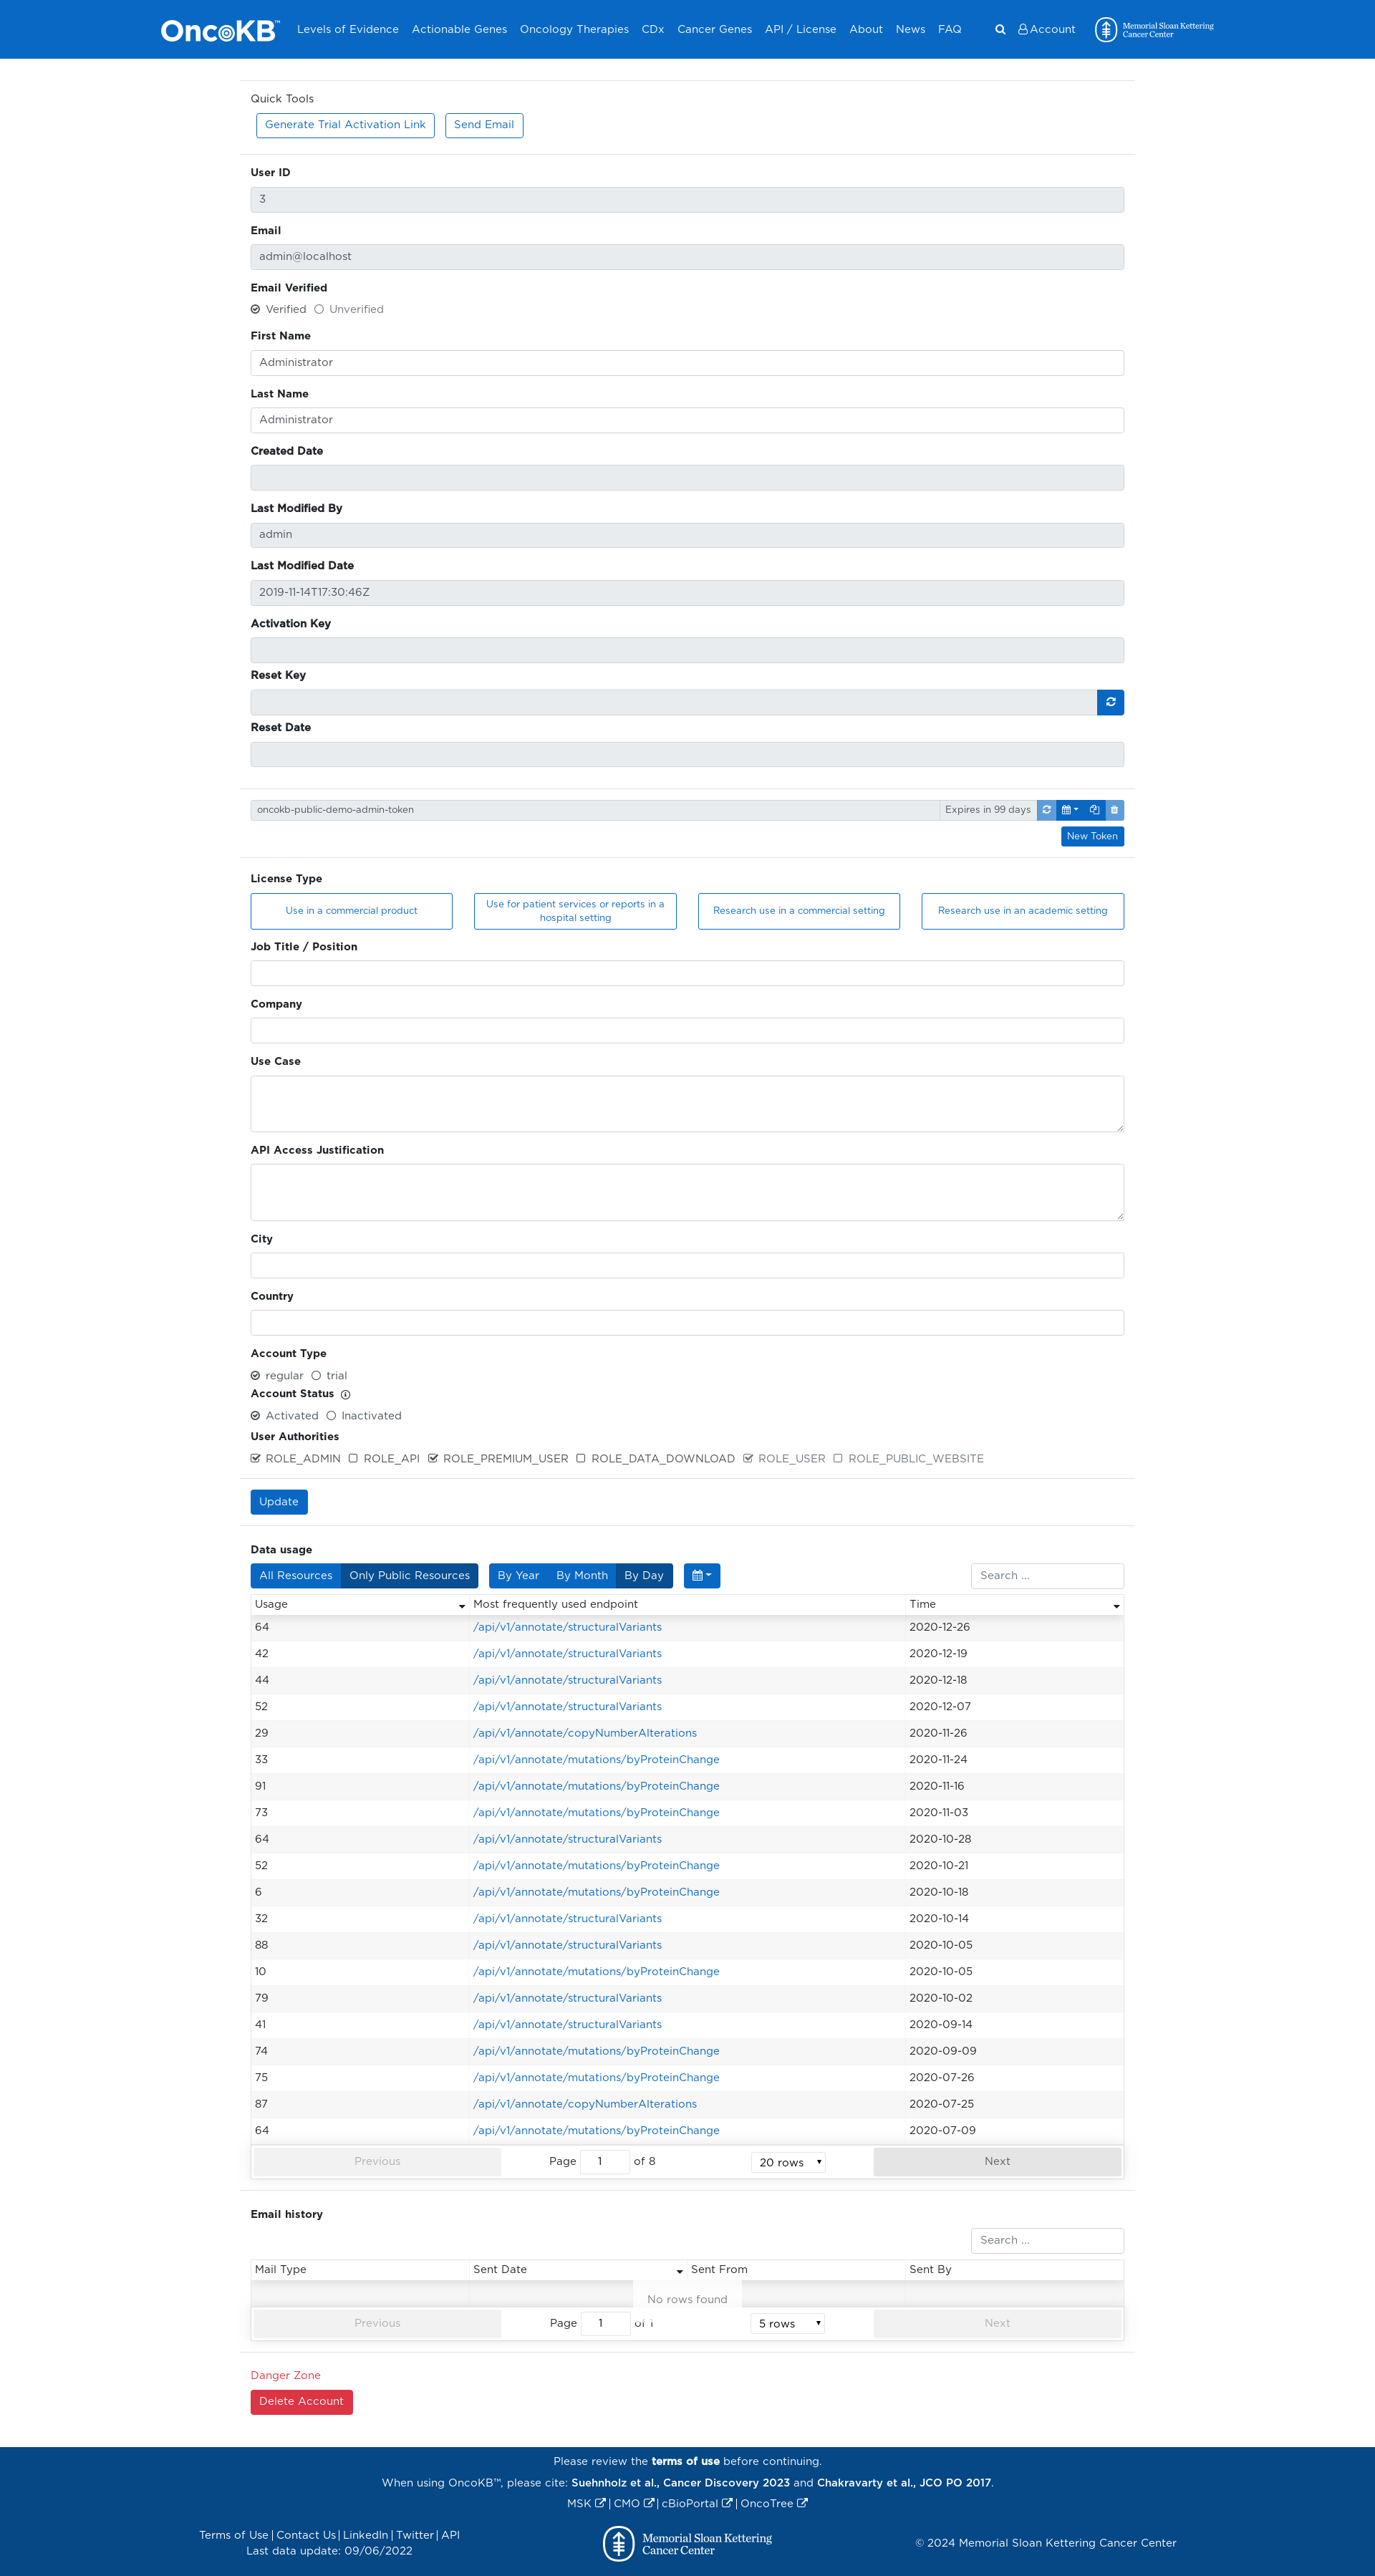 OncoKB™ Levels of Evidence Actionable Genes Oncology Therapies CDx Cancer Genes API / License About News FAQ Account Memorial Sloan Kettering Cancer Center
Quick Tools
Generate Trial Activation Link Send Email
User ID
3
Email
admin@localhost
Email Verified
Verified Unverified
First Name
Administrator
Last Name
Administrator
Created Date
Last Modified By
admin
Last Modified Date
2019-11-14T17:30:46Z
Activation Key
Reset Key
Reset Date
oncokb-public-demo-admin-token Expires in 99 days
New Token
License Type
Use in a commercial product
Use for patient services or reports in a hospital setting
Research use in a commercial setting
Research use in an academic setting
Job Title / Position
Company
Use Case
API Access Justification
City
Country
Account Type
regular trial
Account Status
Activated Inactivated
User Authorities
ROLE_ADMIN ROLE_API ROLE_PREMIUM_USER ROLE_DATA_DOWNLOAD ROLE_USER ROLE_PUBLIC_WEBSITE
Update
Data usage
All Resources Only Public Resources By Year By Month By Day Search ...
Usage Most frequently used endpoint Time
64 /api/v1/annotate/structuralVariants 2020-12-26
42 /api/v1/annotate/structuralVariants 2020-12-19
44 /api/v1/annotate/structuralVariants 2020-12-18
52 /api/v1/annotate/structuralVariants 2020-12-07
29 /api/v1/annotate/copyNumberAlterations 2020-11-26
33 /api/v1/annotate/mutations/byProteinChange 2020-11-24
91 /api/v1/annotate/mutations/byProteinChange 2020-11-16
73 /api/v1/annotate/mutations/byProteinChange 2020-11-03
64 /api/v1/annotate/structuralVariants 2020-10-28
52 /api/v1/annotate/mutations/byProteinChange 2020-10-21
6 /api/v1/annotate/mutations/byProteinChange 2020-10-18
32 /api/v1/annotate/structuralVariants 2020-10-14
88 /api/v1/annotate/structuralVariants 2020-10-05
10 /api/v1/annotate/mutations/byProteinChange 2020-10-05
79 /api/v1/annotate/structuralVariants 2020-10-02
41 /api/v1/annotate/structuralVariants 2020-09-14
74 /api/v1/annotate/mutations/byProteinChange 2020-09-09
75 /api/v1/annotate/mutations/byProteinChange 2020-07-26
87 /api/v1/annotate/copyNumberAlterations 2020-07-25
64 /api/v1/annotate/mutations/byProteinChange 2020-07-09
Previous Page 1 of 8 20 rows Next
Email history
Search ...
Mail Type Sent Date Sent From Sent By
No rows found
Previous Page 1 of 1 5 rows Next
Danger Zone
Delete Account
Please review the terms of use before continuing.
When using OncoKB™, please cite: Suehnholz et al., Cancer Discovery 2023 and Chakravarty et al., JCO PO 2017.
MSK | CMO | cBioPortal | OncoTree
Terms of Use | Contact Us | LinkedIn | Twitter | API
Last data update: 09/06/2022
Memorial Sloan Kettering
Cancer Center
© 2024 Memorial Sloan Kettering Cancer Center